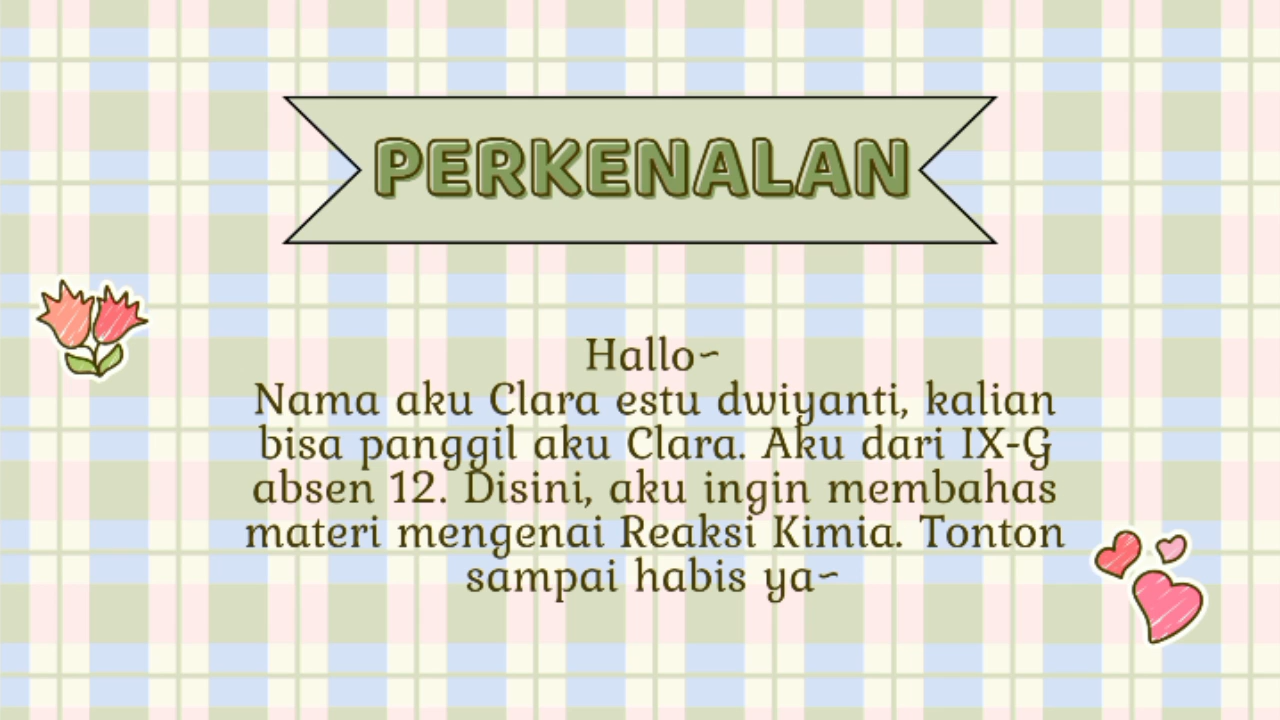 PERKENALAN
Hallo~
Nama aku Clara estu dwiyanti, kalian
bisa panggil aku Clara. Aku dari IX-G
absen 12. Disini, aku ingin membahas
materi mengenai Reaksi Kimia. Tonton
sampai habis ya~